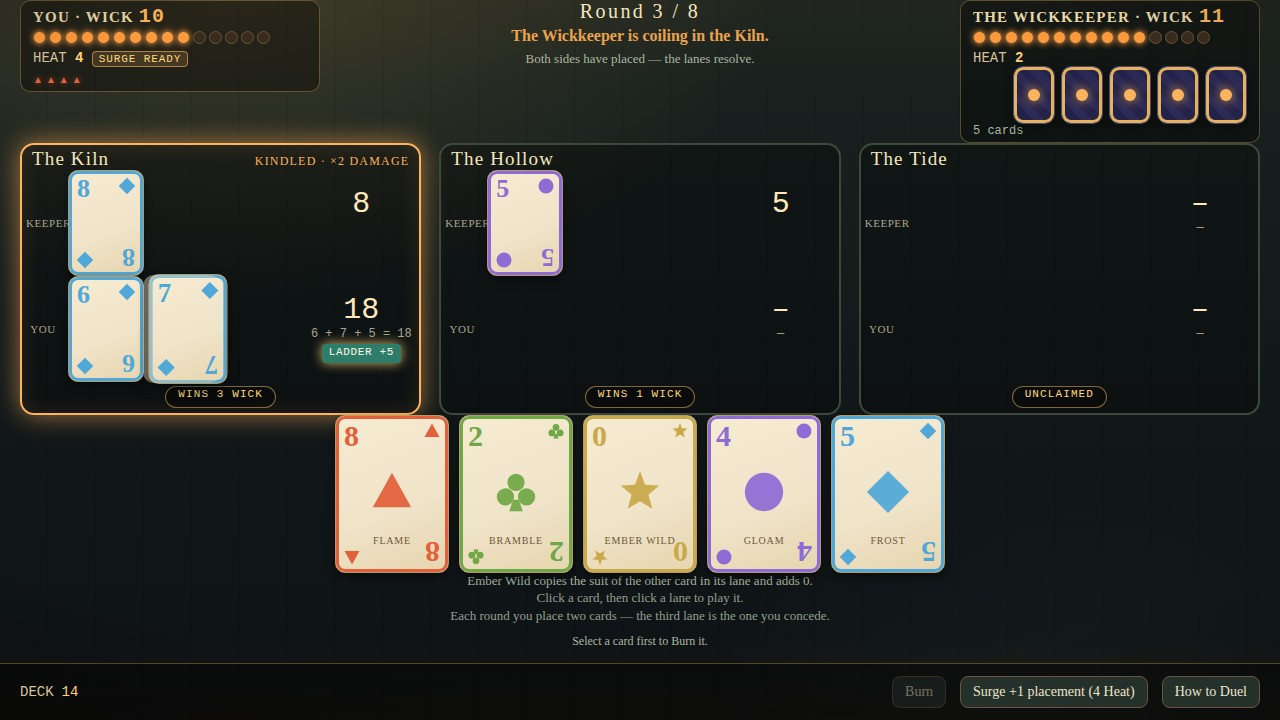 YOU · WICK 10
HEAT 4 SURGE READY
Round 3 / 8
The Wickkeeper is coiling in the Kiln.
Both sides have placed — the lanes resolve.
THE WICKKEEPER · WICK 11
HEAT 2
5 cards
The Kiln
KINDLED · ×2 DAMAGE
KEEPER
8
8
8
YOU
6
6
7
7
18
6 + 7 + 5 = 18
LADDER +5
WINS 3 WICK
The Hollow
KEEPER
5
5
5
YOU
–
–
WINS 1 WICK
The Tide
KEEPER
–
–
YOU
–
–
UNCLAIMED
8
FLAME
8
2
BRAMBLE
2
0
EMBER WILD
0
4
GLOAM
4
5
FROST
5
Ember Wild copies the suit of the other card in its lane and adds 0.
Click a card, then click a lane to play it.
Each round you place two cards — the third lane is the one you concede.
Select a card first to Burn it.
DECK 14
Burn
Surge +1 placement (4 Heat)
How to Duel